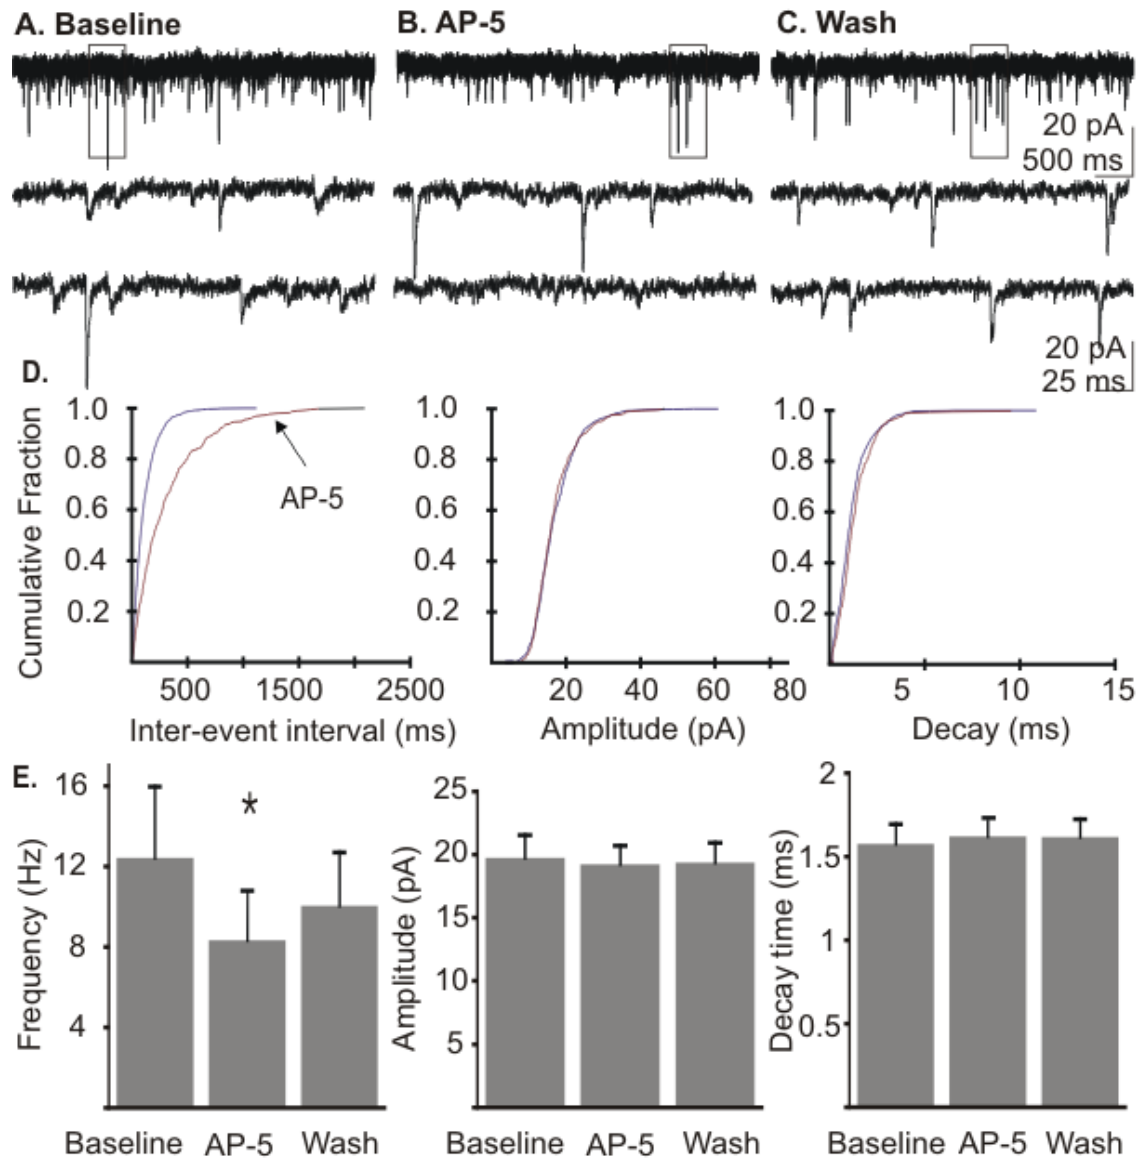 A. Baseline B. AP-5 C. Wash
20 pA
500 ms
20 pA
25 ms
D.
Cumulative Fraction
1.0
0.8
0.6
0.4
0.2
AP-5
500 1500 2500
Inter-event interval (ms)
1.0
0.8
0.6
0.4
0.2
20 40 60 80
Amplitude (pA)
1.0
0.8
0.6
0.4
0.2
5 10 15
Decay (ms)
E.
Frequency (Hz)
16
12
8
4
*
Baseline AP-5 Wash
Amplitude (pA)
25
20
15
10
5
Baseline AP-5 Wash
Decay time (ms)
2
1.5
1
0.5
Baseline AP-5 Wash